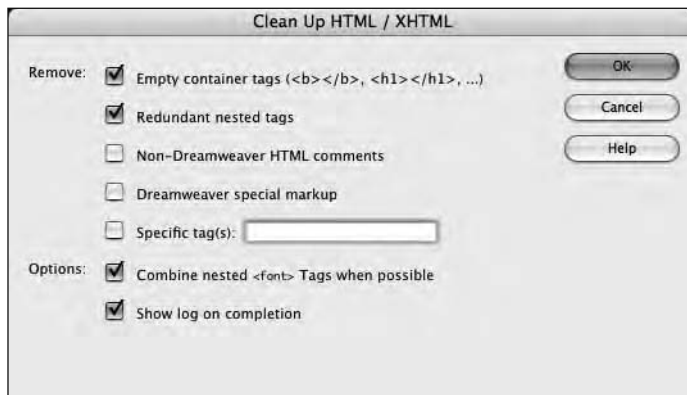 Clean Up HTML / XHTML
Remove: Empty container tags (<b></b>, <h1></h1>, ...)
Redundant nested tags
Non-Dreamweaver HTML comments
Dreamweaver special markup
Specific tag(s):
Options: Combine nested <font> Tags when possible
Show log on completion
OK
Cancel
Help